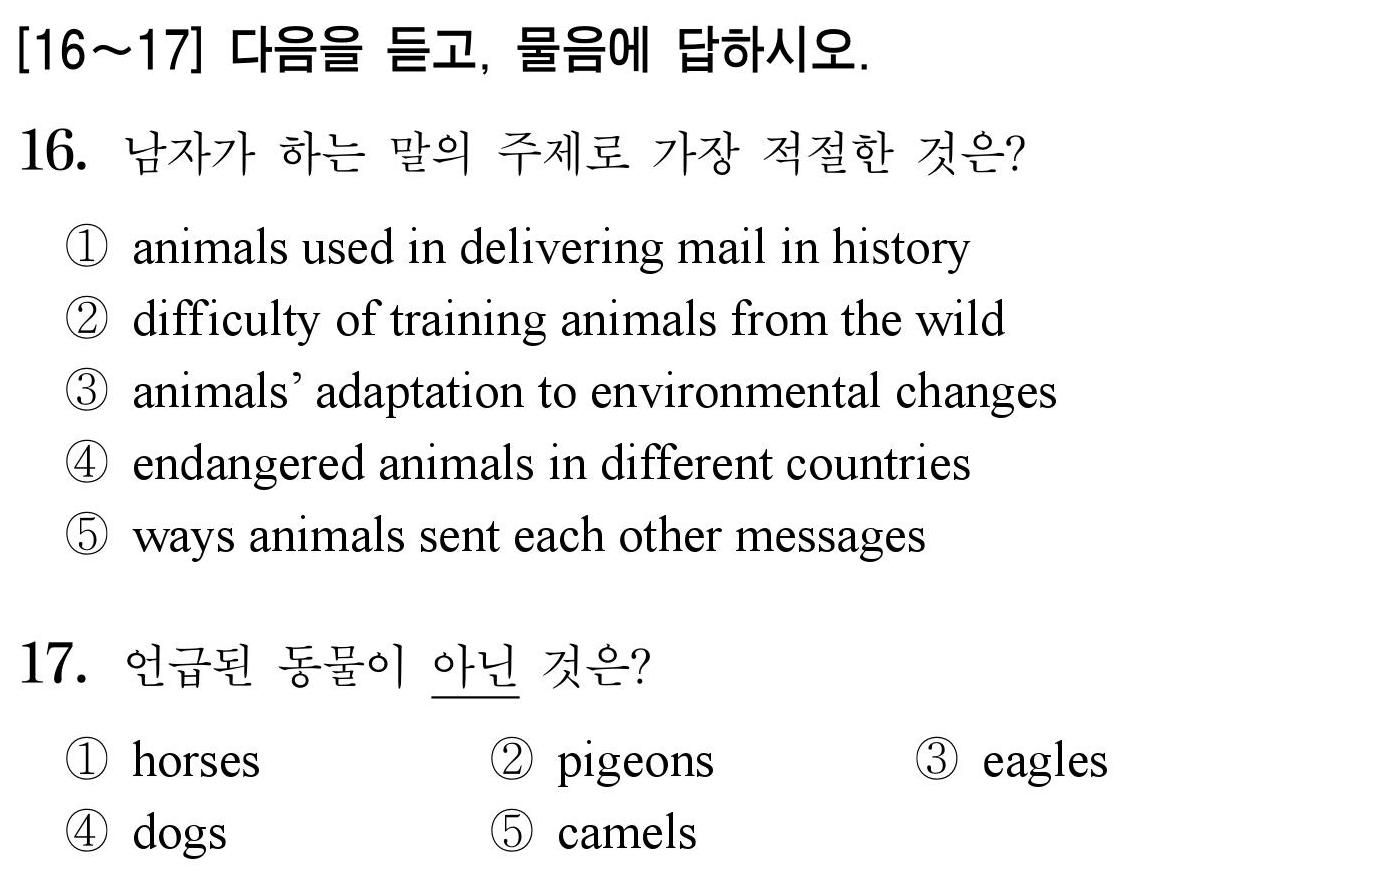 [16~17] 다음을 듣고, 물음에 답하시오.
16. 남자가 하는 말의 주제로 가장 적절한 것은?
① animals used in delivering mail in history
② difficulty of training animals from the wild
③ animals’ adaptation to environmental changes
④ endangered animals in different countries
⑤ ways animals sent each other messages
17. 언급된 동물이 아닌 것은?
① horses ② pigeons ③ eagles
④ dogs ⑤ camels